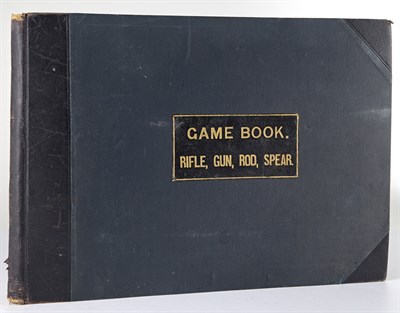 GAME BOOK.
RIFLE, GUN, ROD, SPEAR.